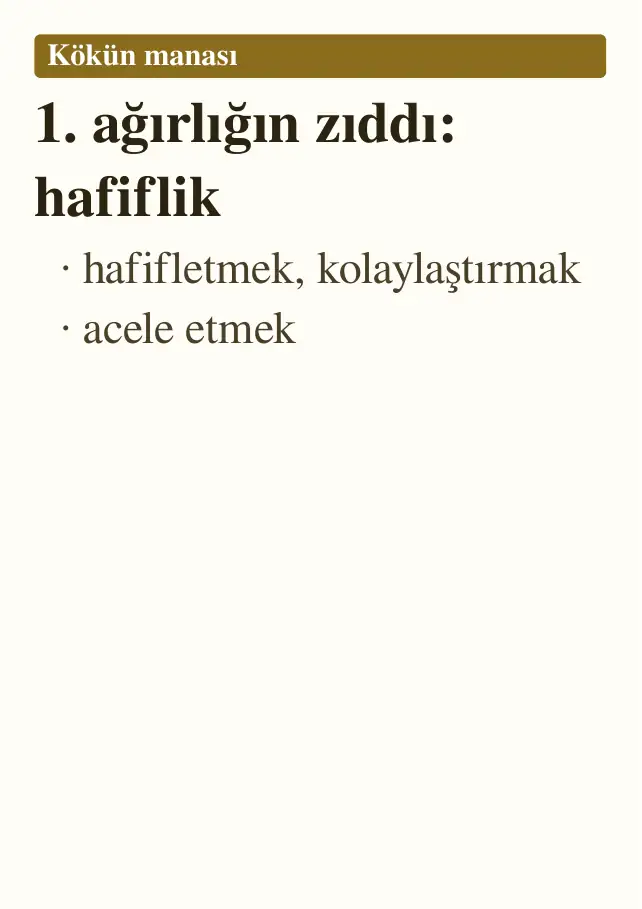 Kökün manası
1. ağırlığın zıddı:
hafiflik
· hafifletmek, kolaylaştırmak
· acele etmek